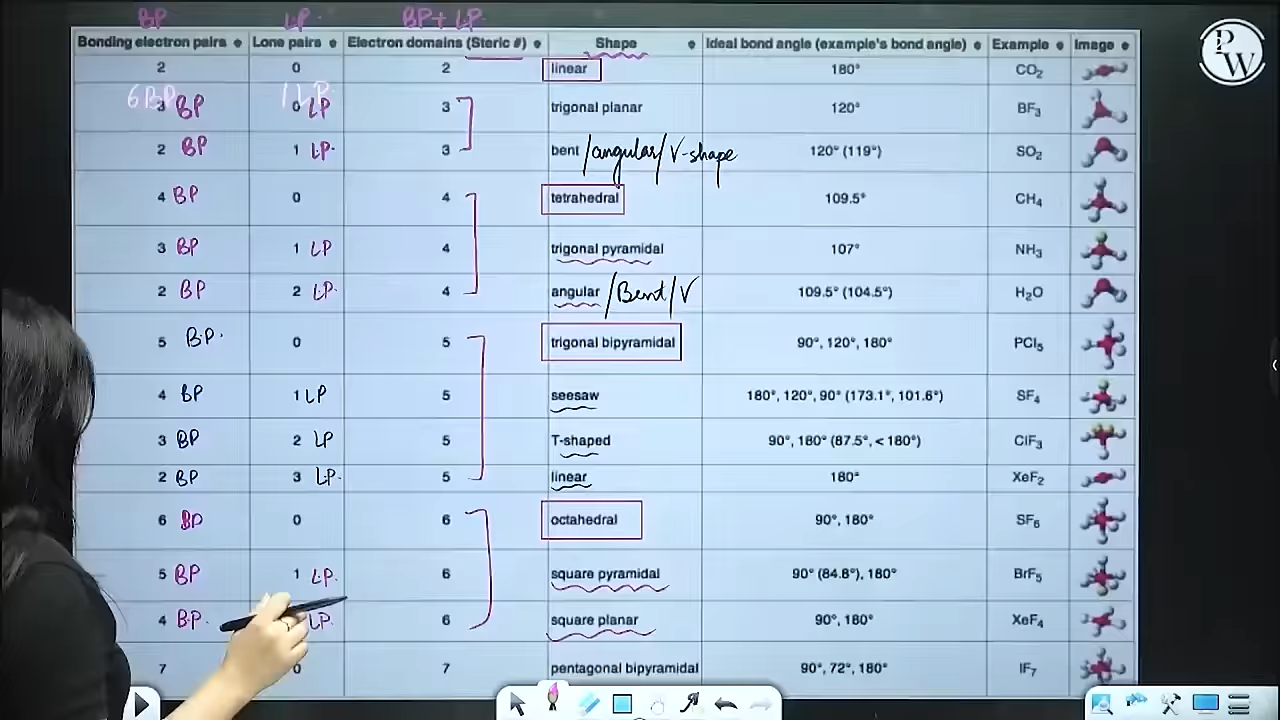 BP LP. BP+LP.
Bonding electron pairs Lone pairs Electron domains (Steric #) Shape Ideal bond angle (example's bond angle) Example Image
2 0 2 linear 180° CO₂
6 BP 1 LP
3 BP 0 LP 3 trigonal planar 120° BF₃
2 BP 1 LP. 3 bent /angular/V-shape 120° (119°) SO₂
4 BP 0 4 tetrahedral 109.5° CH₄
3 BP 1 LP 4 trigonal pyramidal 107° NH₃
2 BP 2 LP. 4 angular /Bent/V 109.5° (104.5°) H₂O
5 B.P. 0 5 trigonal bipyramidal 90°, 120°, 180° PCl₅
4 BP 1 LP 5 seesaw 180°, 120°, 90° (173.1°, 101.6°) SF₄
3 BP 2 LP 5 T-shaped 90°, 180° (87.5°, < 180°) ClF₃
2 BP 3 LP. 5 linear 180° XeF₂
6 BP 0 6 octahedral 90°, 180° SF₆
5 BP 1 LP. 6 square pyramidal 90° (84.8°), 180° BrF₅
4 B.P. LP. 6 square planar 90°, 180° XeF₄
7 0 7 pentagonal bipyramidal 90°, 72°, 180° IF₇
PW